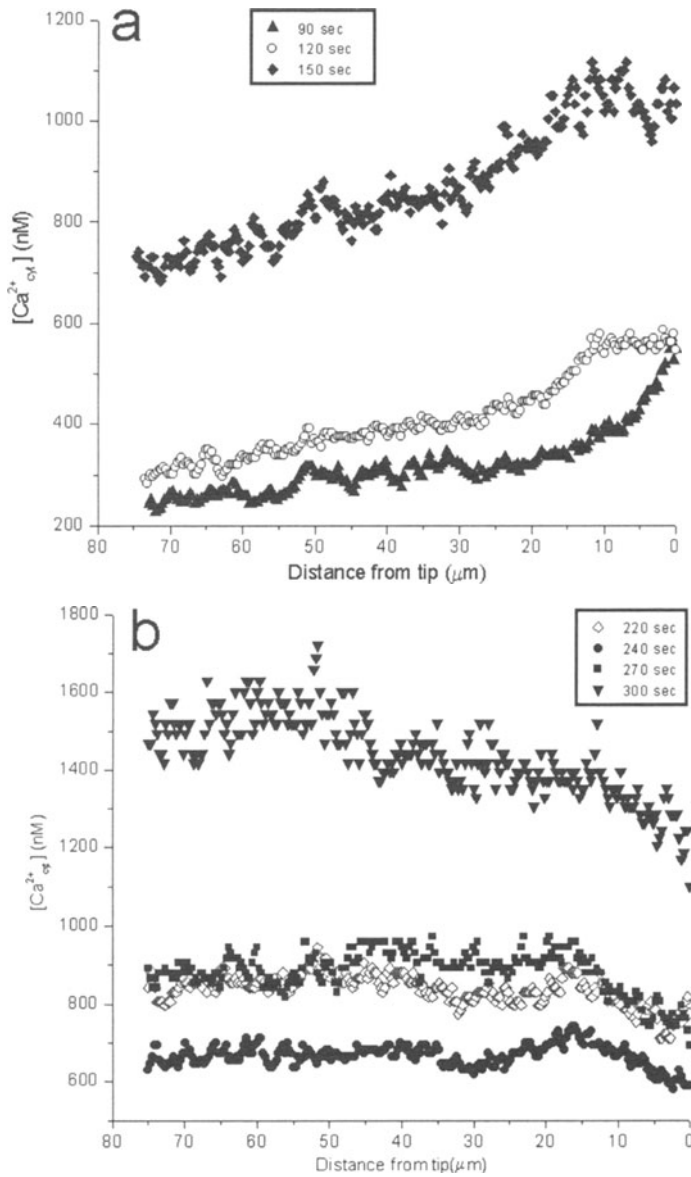 a
90 sec
120 sec
150 sec
1200
1000
800
600
400
200
[Ca²⁺cyt] (nM)
80 70 60 50 40 30 20 10 0
Distance from tip (μm)
b
220 sec
240 sec
270 sec
300 sec
1800
1600
1400
1200
1000
800
600
[Ca²⁺cyt] (nM)
80 70 60 50 40 30 20 10 0
Distance from tip(μm)